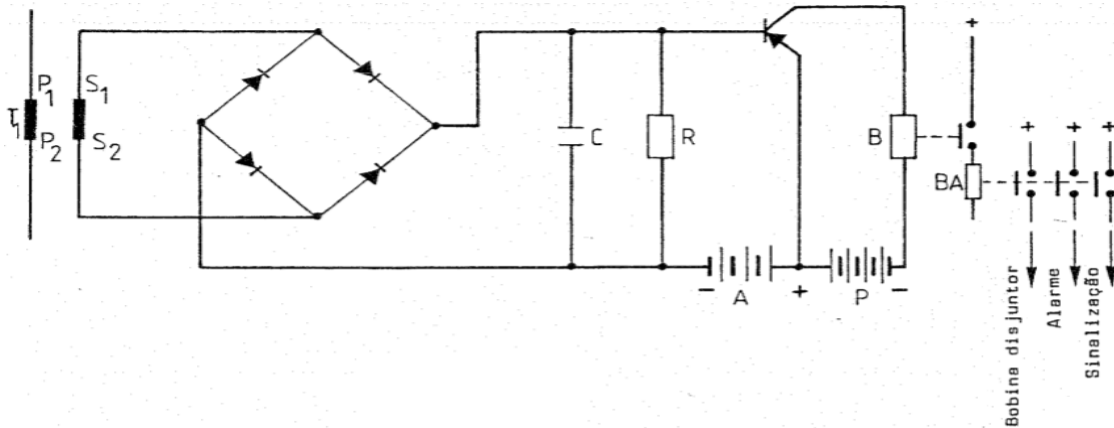 P1
S1
T1
P2
S2
C
R
B
BA
+
+ + +
- A + P -
Bobina disjuntor
Alarme
Sinalização